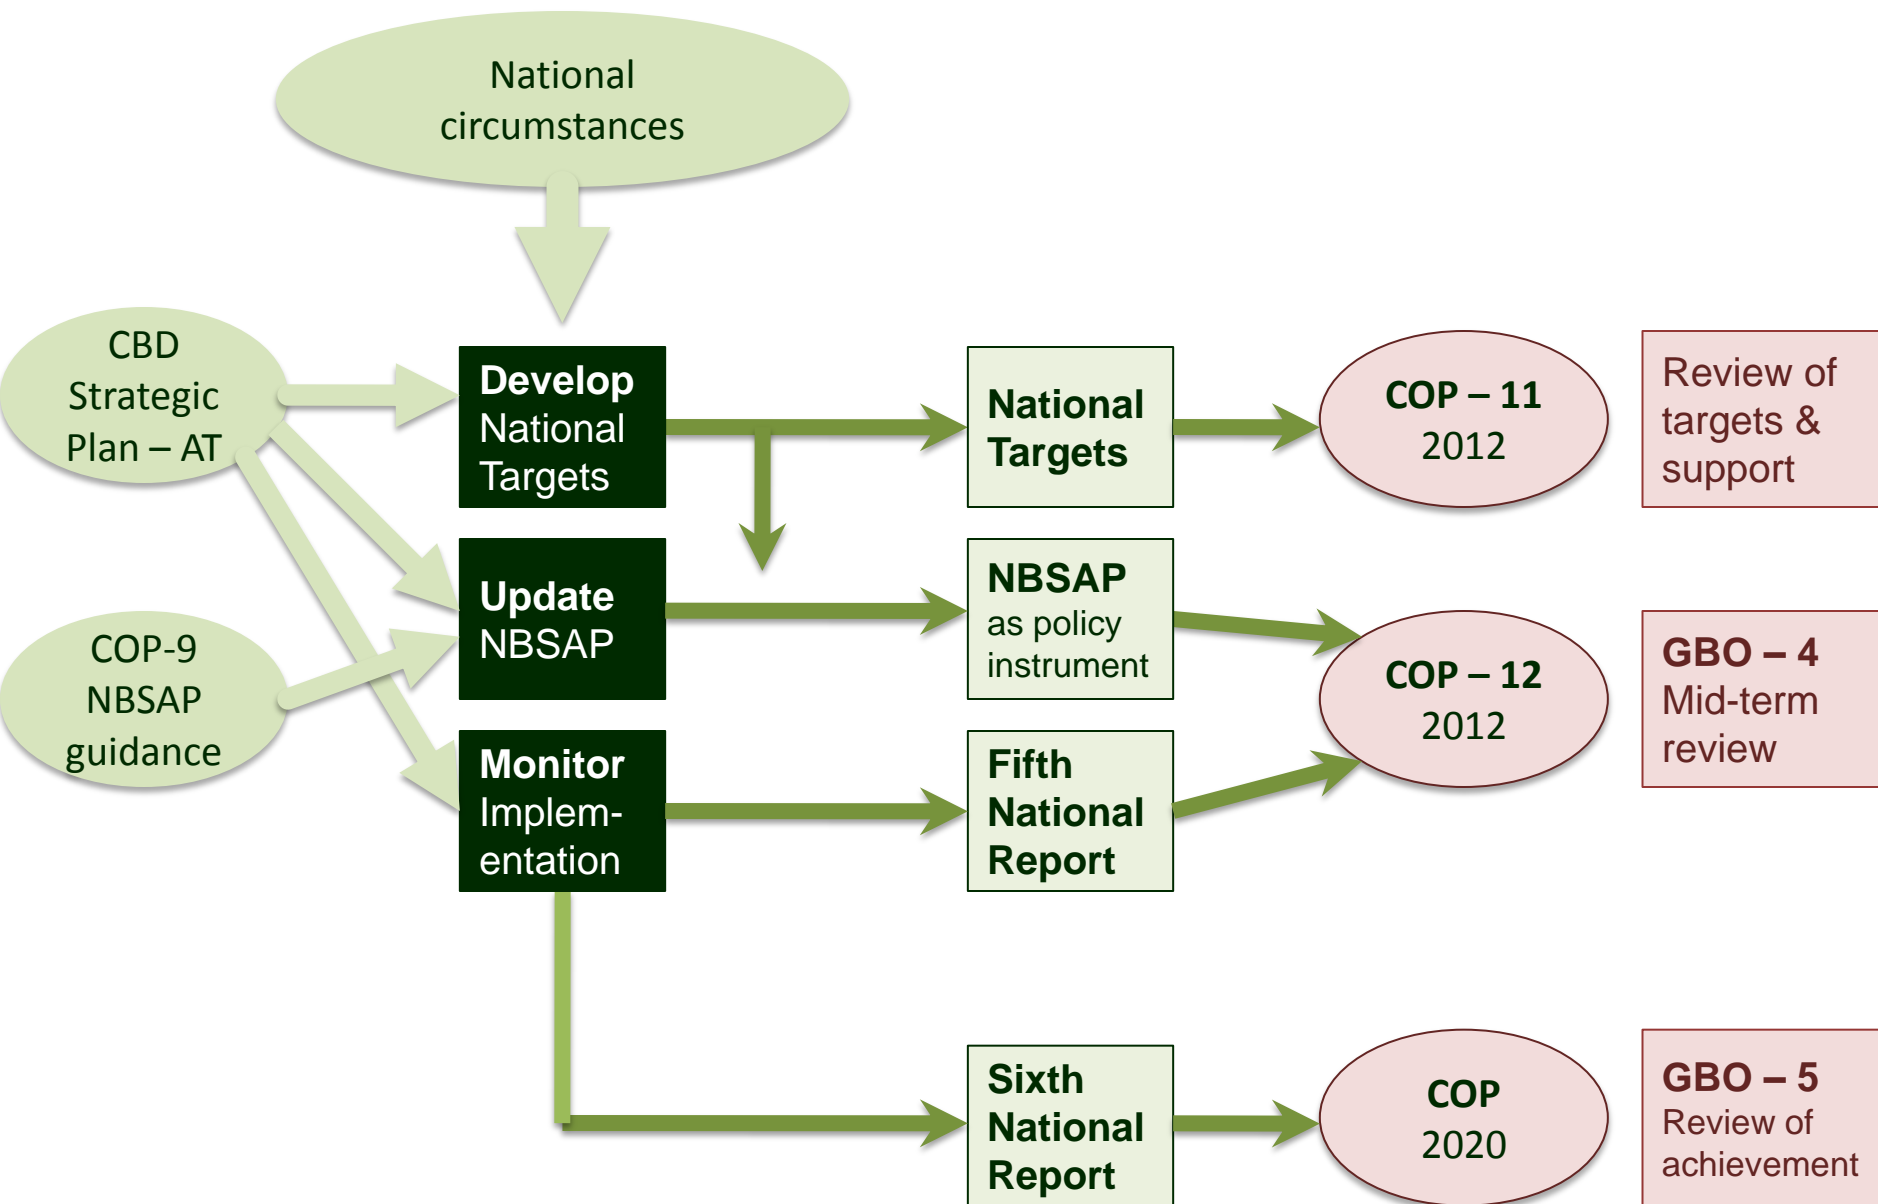 National
circumstances
CBD
Strategic
Plan – AT
Develop
National
Targets
National
Targets
COP – 11
2012
Review of
targets &
support
COP-9
NBSAP
guidance
Update
NBSAP
NBSAP
as policy
instrument
COP – 12
2012
GBO – 4
Mid-term
review
Monitor
Implem-
entation
Fifth
National
Report
Sixth
National
Report
COP
2020
GBO – 5
Review of
achievement